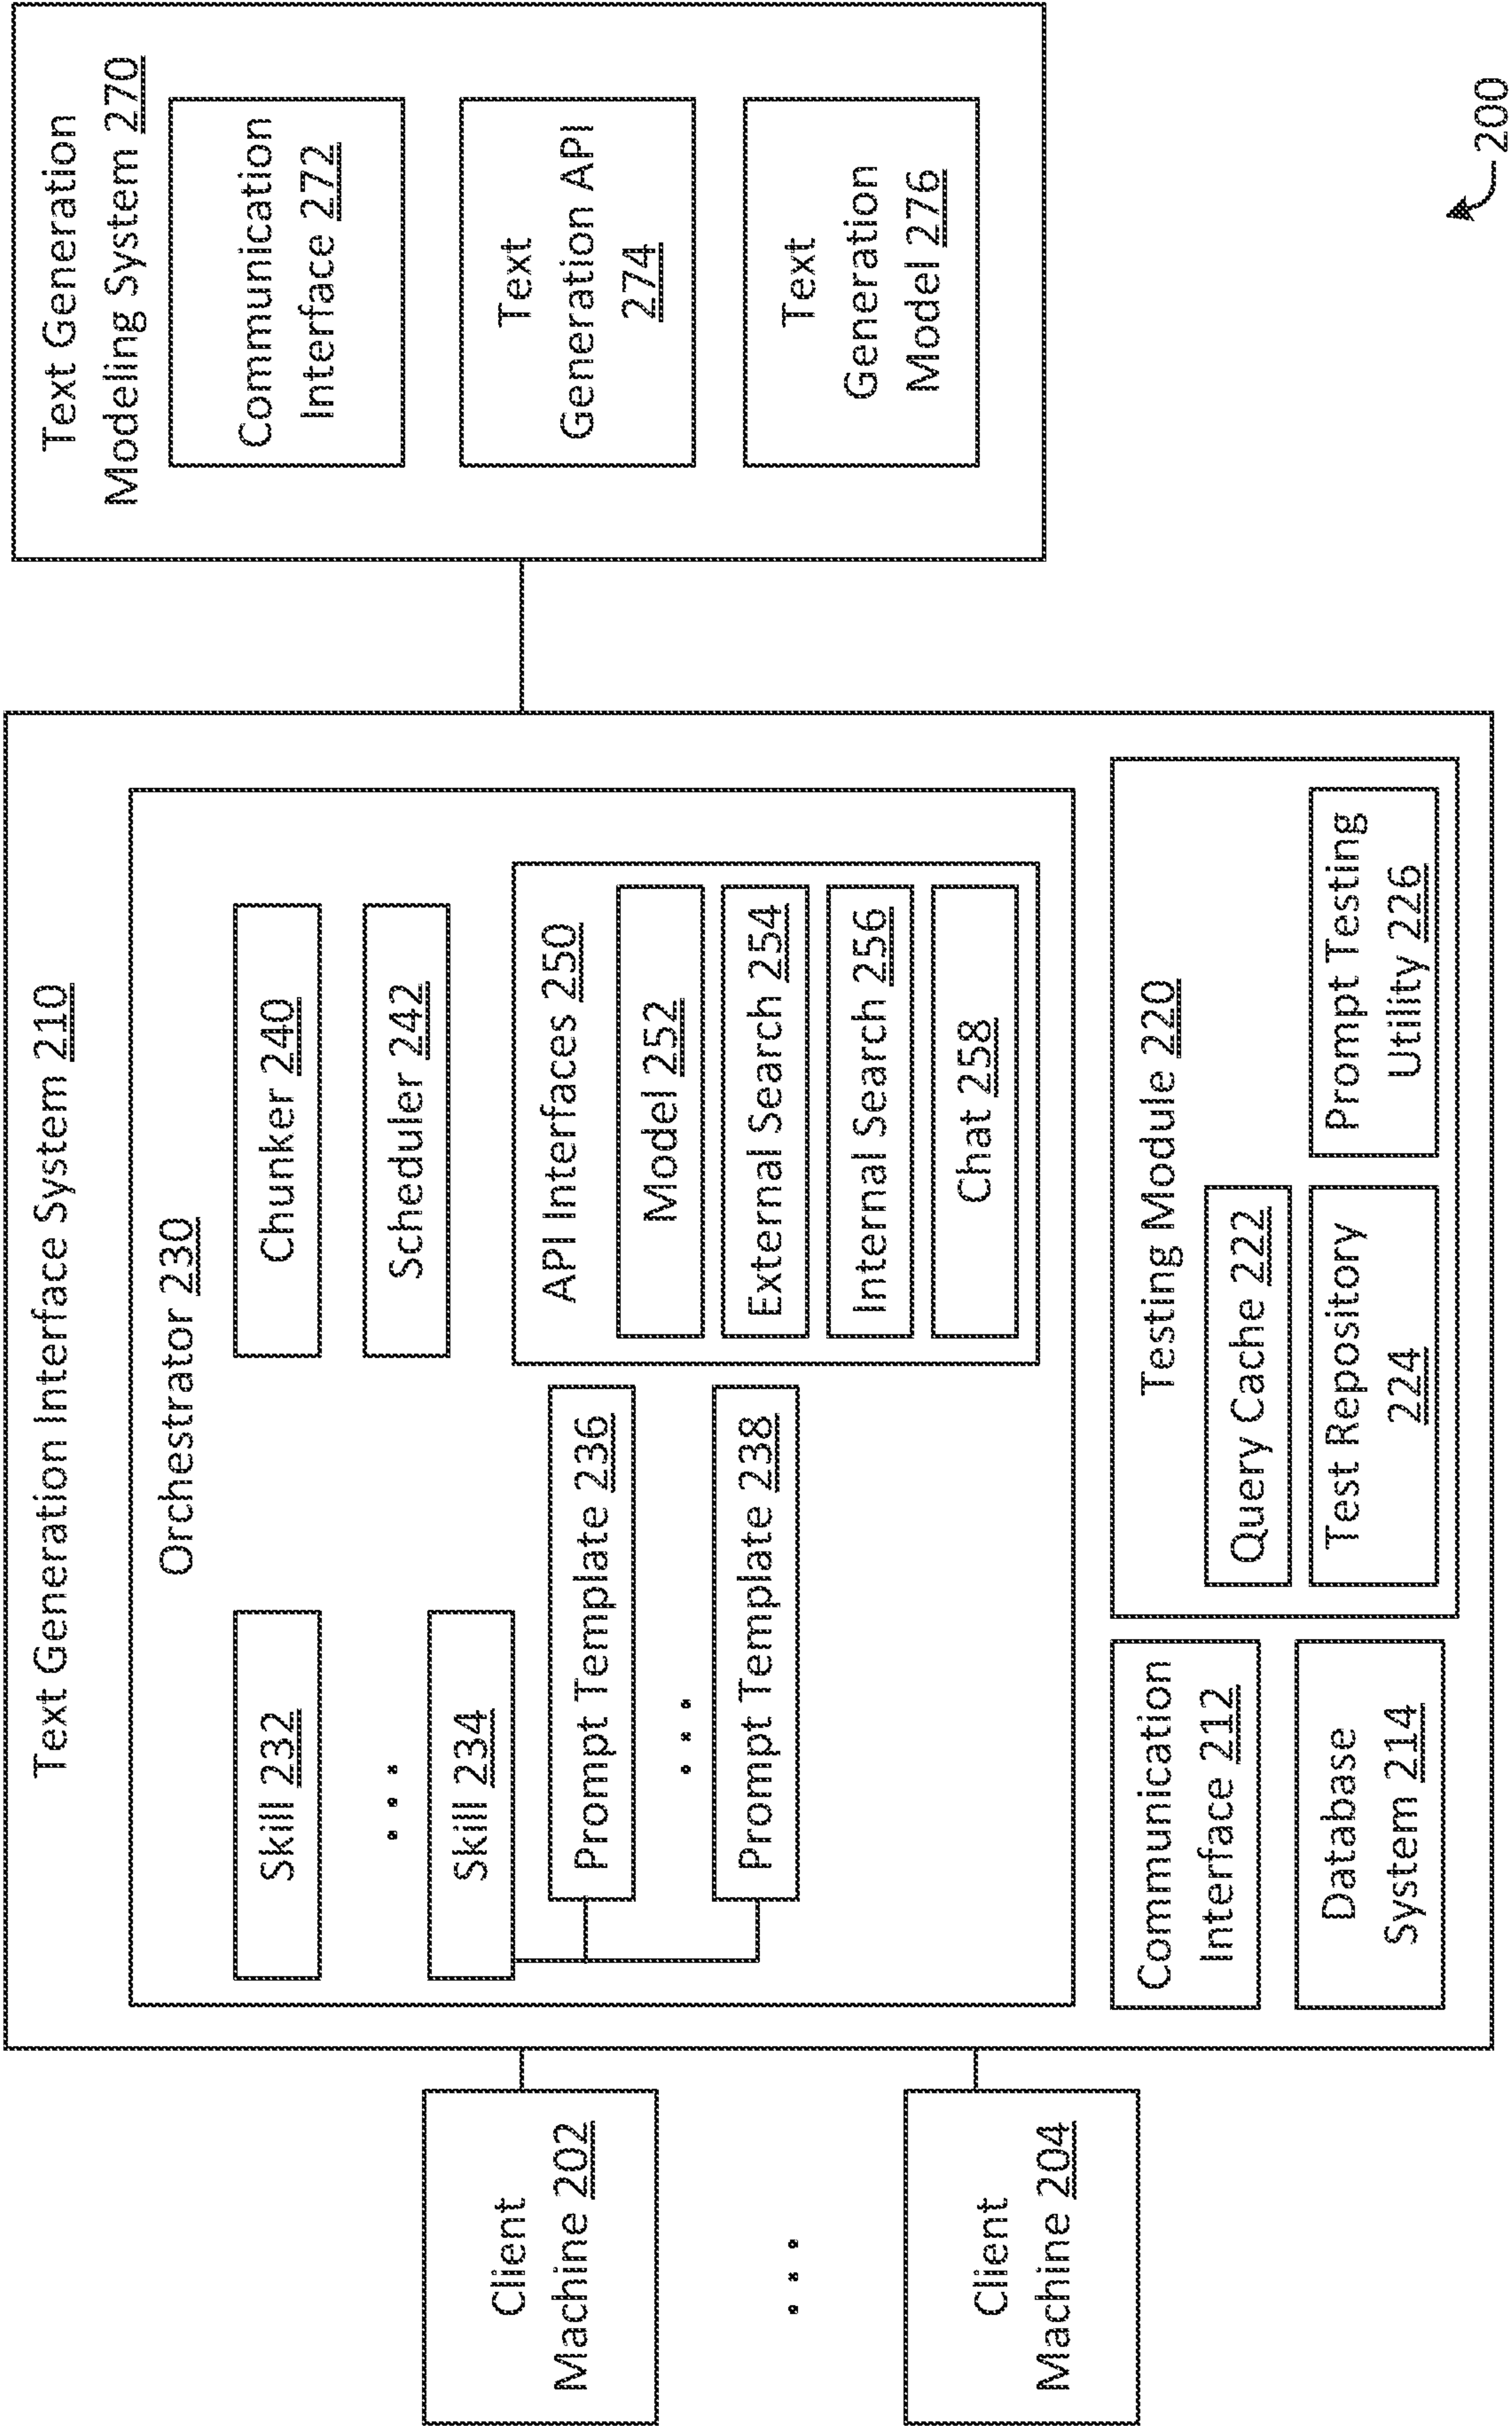 Client
Machine 202
Client
Machine 204
Text Generation Interface System 210
Orchestrator 230
Skill 232
Skill 234
Prompt Template 236
Prompt Template 238
Chunker 240
Scheduler 242
API Interfaces 250
Model 252
External Search 254
Internal Search 256
Chat 258
Communication
Interface 212
Database
System 214
Testing Module 220
Query Cache 222
Test Repository
224
Prompt Testing
Utility 226
Text Generation
Modeling System 270
Communication
Interface 272
Text
Generation API
274
Text
Generation
Model 276
200